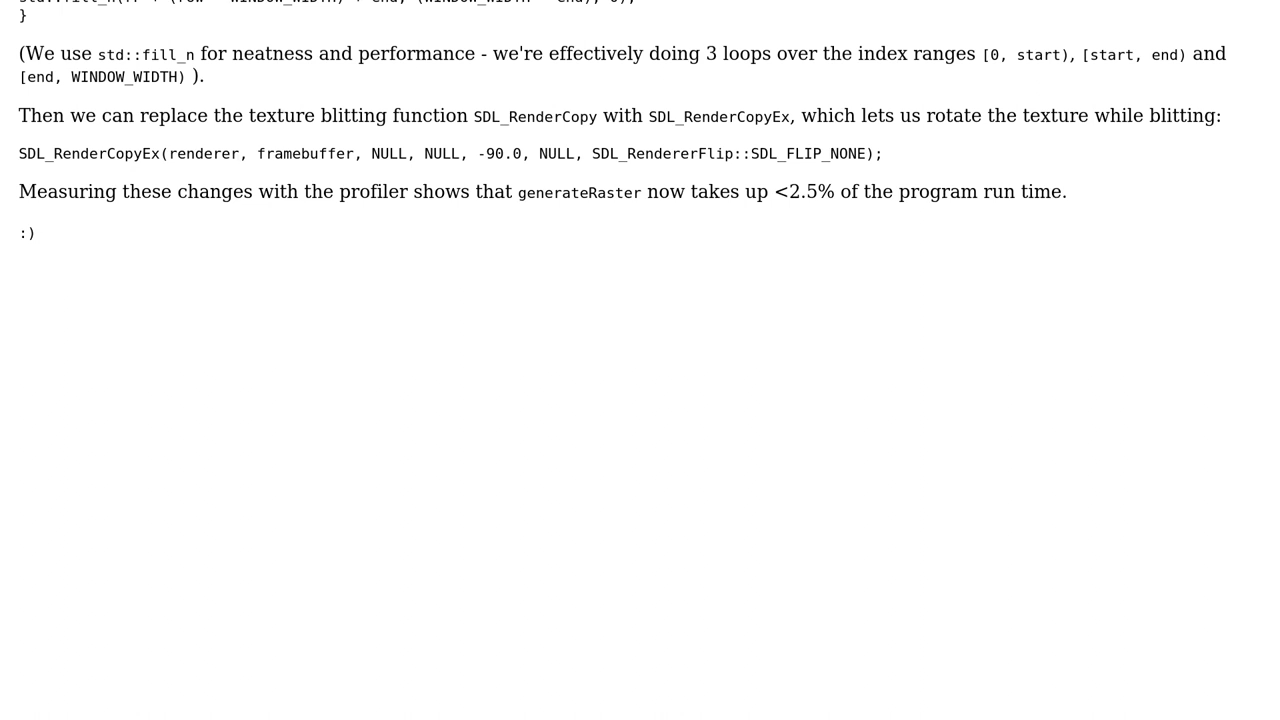 }
(We use std::fill_n for neatness and performance - we're effectively doing 3 loops over the index ranges [0, start), [start, end) and
[end, WINDOW_WIDTH) ).
Then we can replace the texture blitting function SDL_RenderCopy with SDL_RenderCopyEx, which lets us rotate the texture while blitting:
SDL_RenderCopyEx(renderer, framebuffer, NULL, NULL, -90.0, NULL, SDL_RendererFlip::SDL_FLIP_NONE);
Measuring these changes with the profiler shows that generateRaster now takes up <2.5% of the program run time.
:)